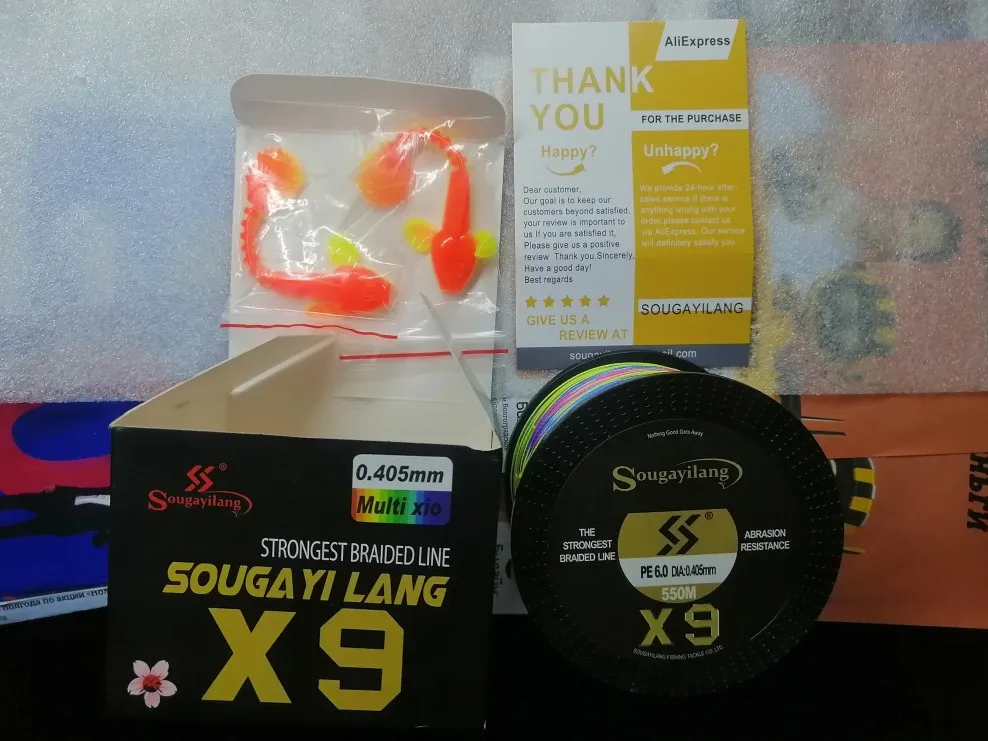 AliExpress
THANK
YOU
FOR THE PURCHASE
Happy?
Unhappy?
Dear customer,
Our goal is to keep our
customers beyond satisfied,
your review is important to
us If you are satisfied it,
Please give us a positive
review Thank you.Sincerely,
Have a good day!
Best regards
We provide 24-hour after-
sales service.If there is
anything wrong with your
order,please contact us
via AliExpress. Our service
will definitely satisfy you.
SOUGAYILANG
GIVE US A
REVIEW AT
®
Sougayilang
0.405mm
Multi xio
STRONGEST BRAIDED LINE
SOUGAYI LANG
X9
Nothing Good Gets Away
Sougayilang
®
THE
STRONGEST
BRAIDED LINE
ABRASION
RESISTANCE
PE 6.0 DIA:0.405mm
550M
X9
SOUGAYILANG FISHING TACKLE CO.,LTD.
полгода по акции